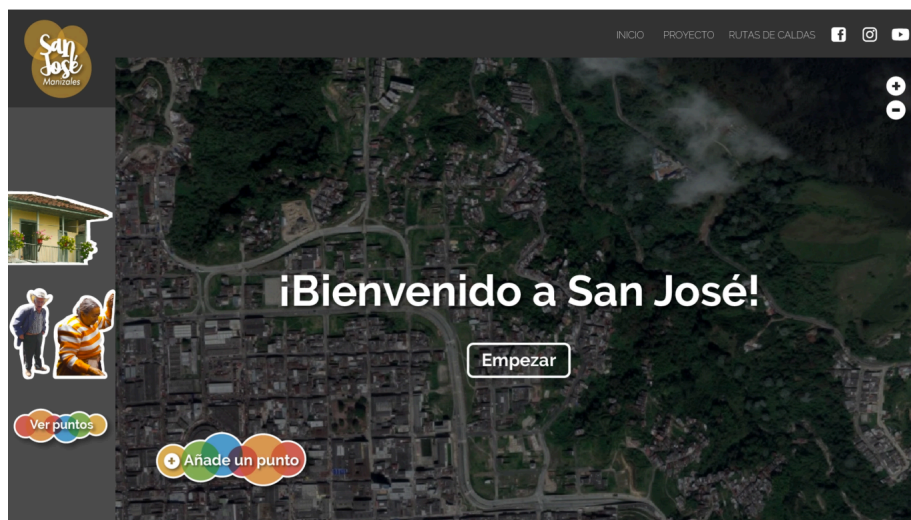 San
José
Manizales
INICIO PROYECTO RUTAS DE CALDAS
¡Bienvenido a San José!
Empezar
Ver puntos
Añade un punto